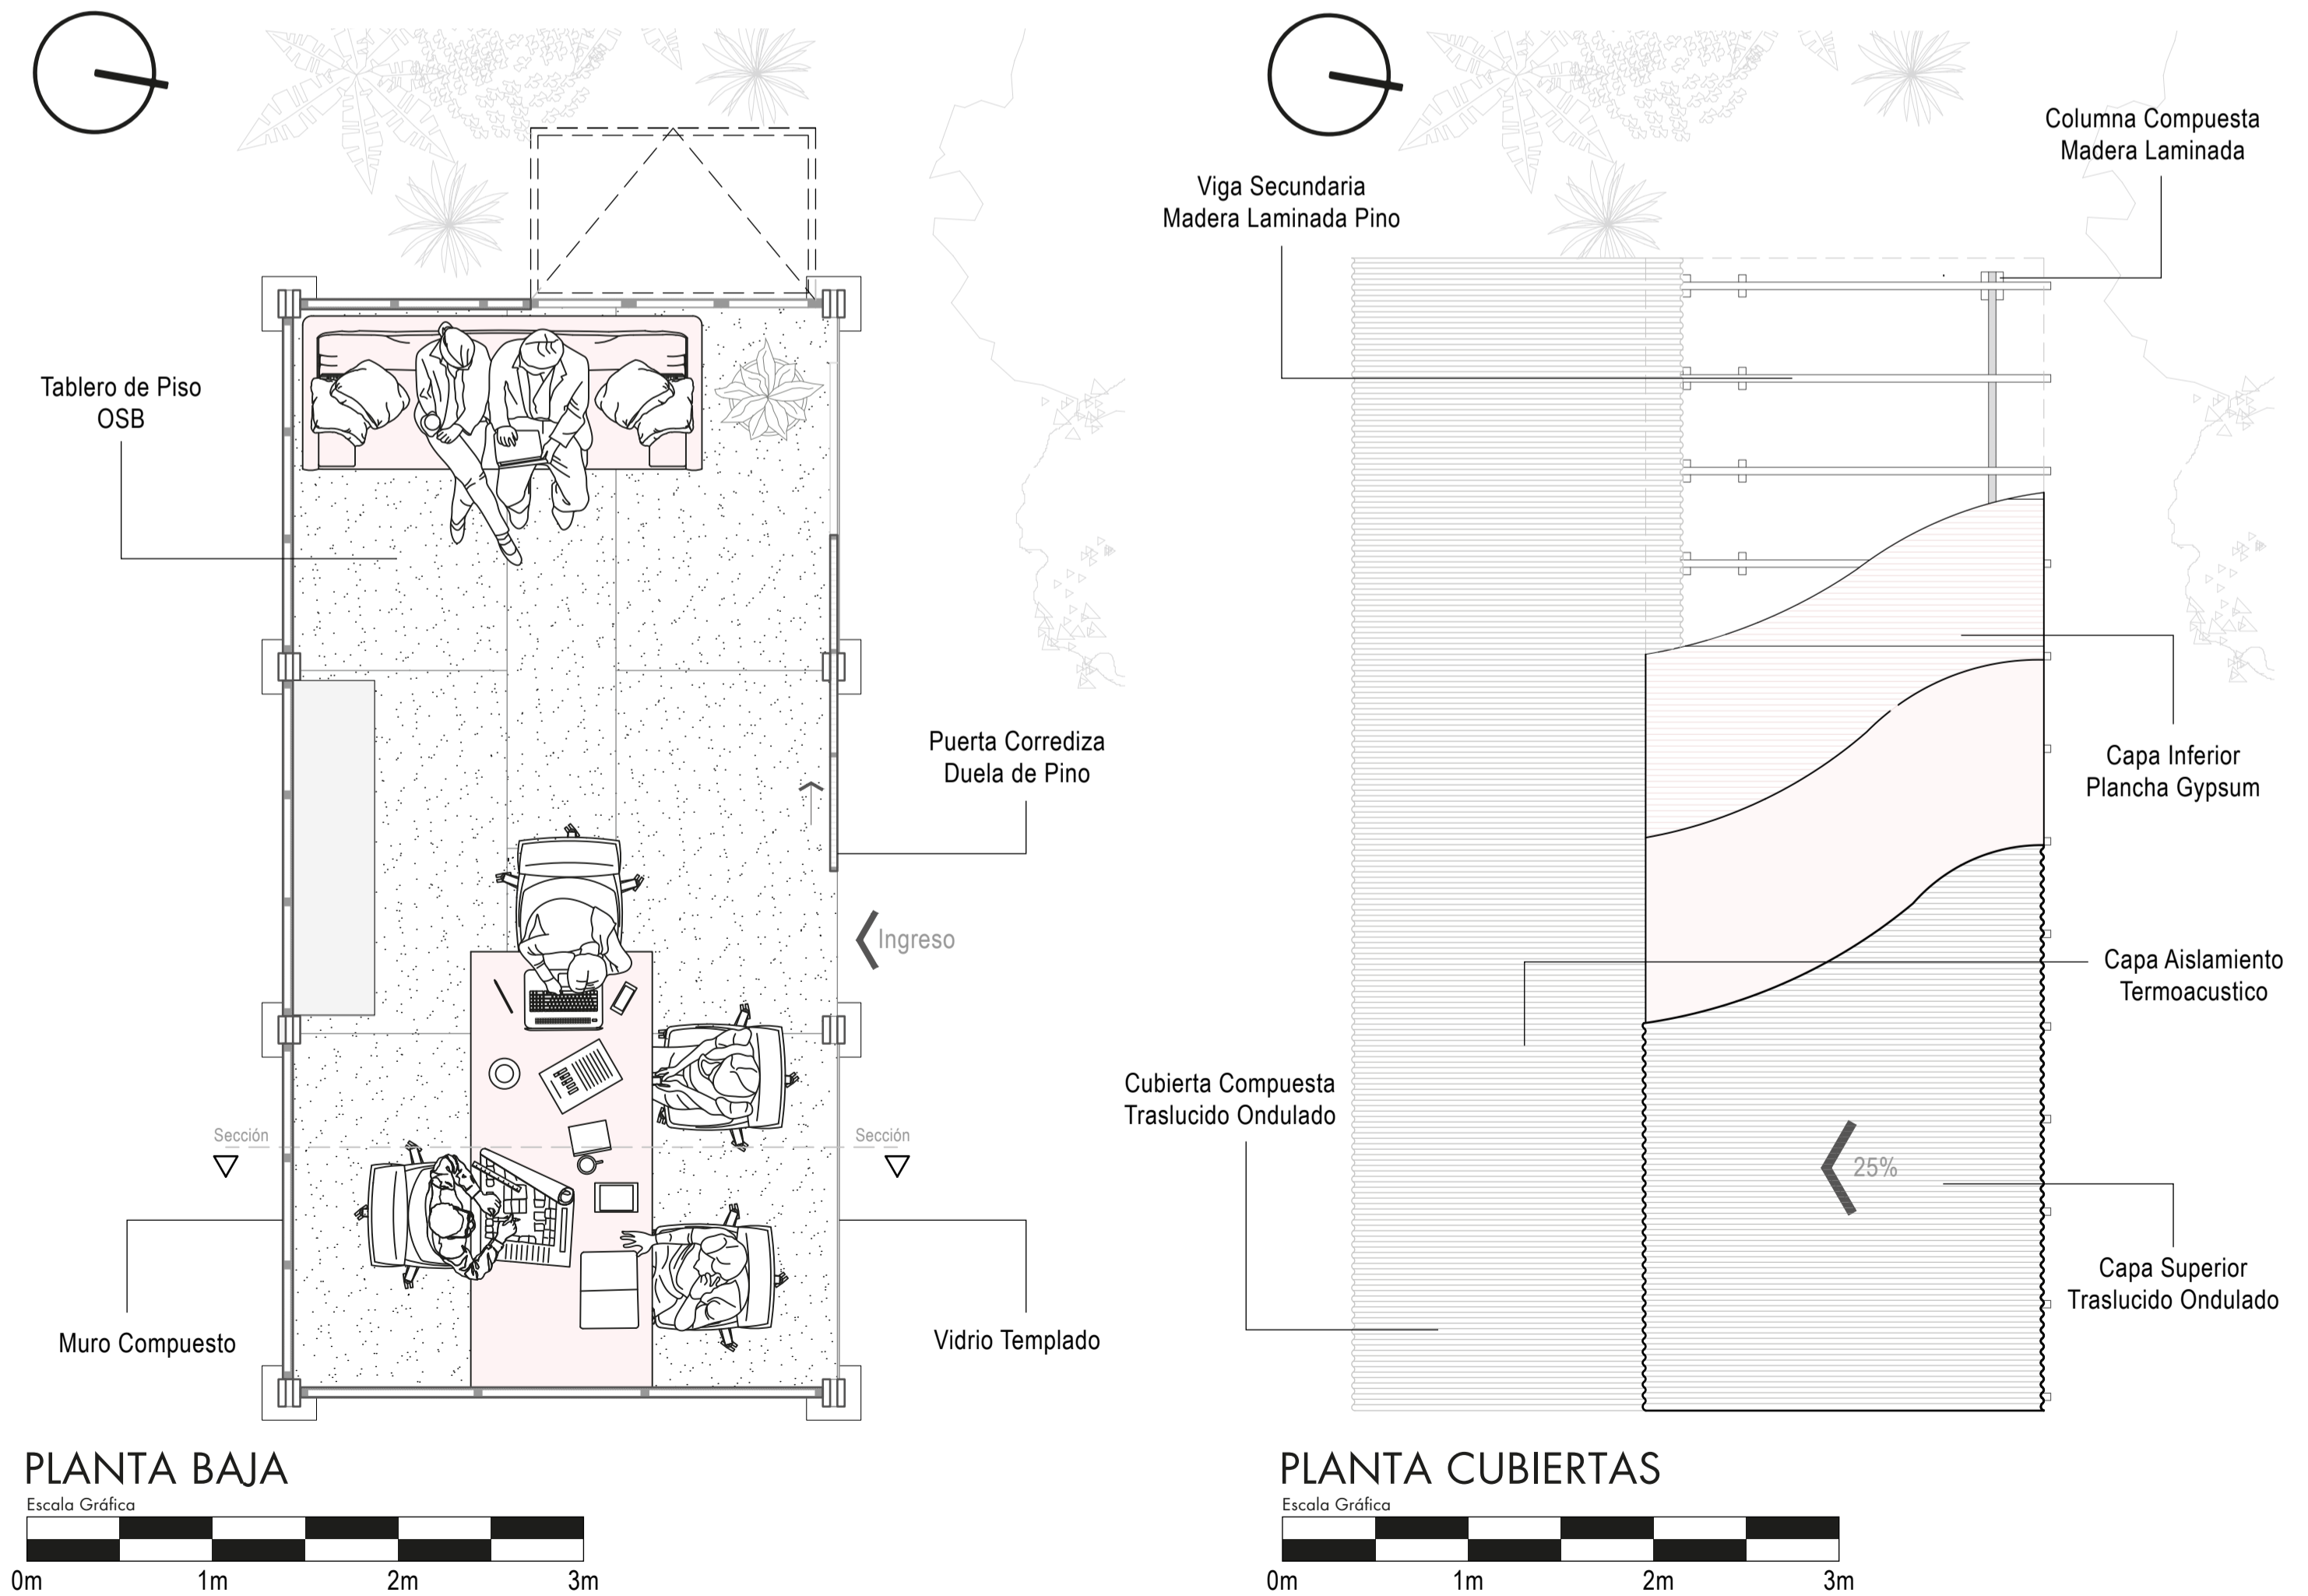 Tablero de Piso
OSB
Puerta Corrediza
Duela de Pino
Ingreso
Sección
Sección
Muro Compuesto
Vidrio Templado
PLANTA BAJA
Escala Gráfica
0m
1m
2m
3m
Columna Compuesta
Madera Laminada
Viga Secundaria
Madera Laminada Pino
Capa Inferior
Plancha Gypsum
Capa Aislamiento
Termoacustico
Cubierta Compuesta
Traslucido Ondulado
25%
Capa Superior
Traslucido Ondulado
PLANTA CUBIERTAS
Escala Gráfica
0m
1m
2m
3m